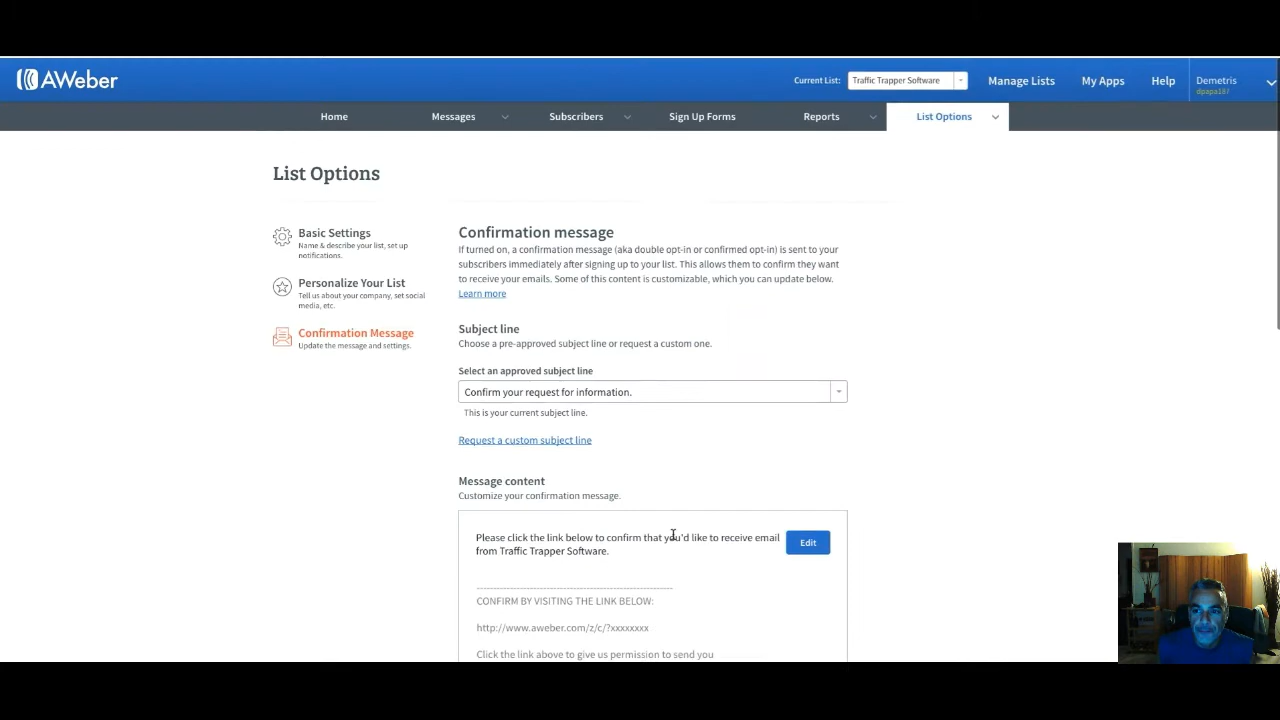 AWeber
Current List:
Traffic Trapper Software
Manage Lists
My Apps
Help
Demetris
dpapa187
Home
Messages
Subscribers
Sign Up Forms
Reports
List Options
List Options
Basic Settings
Name & describe your list, set up
notifications.
Personalize Your List
Tell us about your company, set social
media, etc.
Confirmation Message
Update the message and settings.
Confirmation message
If turned on, a confirmation message (aka double opt-in or confirmed opt-in) is sent to your
subscribers immediately after signing up to your list. This allows them to confirm they want
to receive your emails. Some of this content is customizable, which you can update below.
Learn more
Subject line
Choose a pre-approved subject line or request a custom one.
Select an approved subject line
Confirm your request for information.
This is your current subject line.
Request a custom subject line
Message content
Customize your confirmation message.
Please click the link below to confirm that you'd like to receive email
from Traffic Trapper Software.
Edit
------------------------------------------------------------
CONFIRM BY VISITING THE LINK BELOW:
http://www.aweber.com/z/c/?xxxxxxxx
Click the link above to give us permission to send you